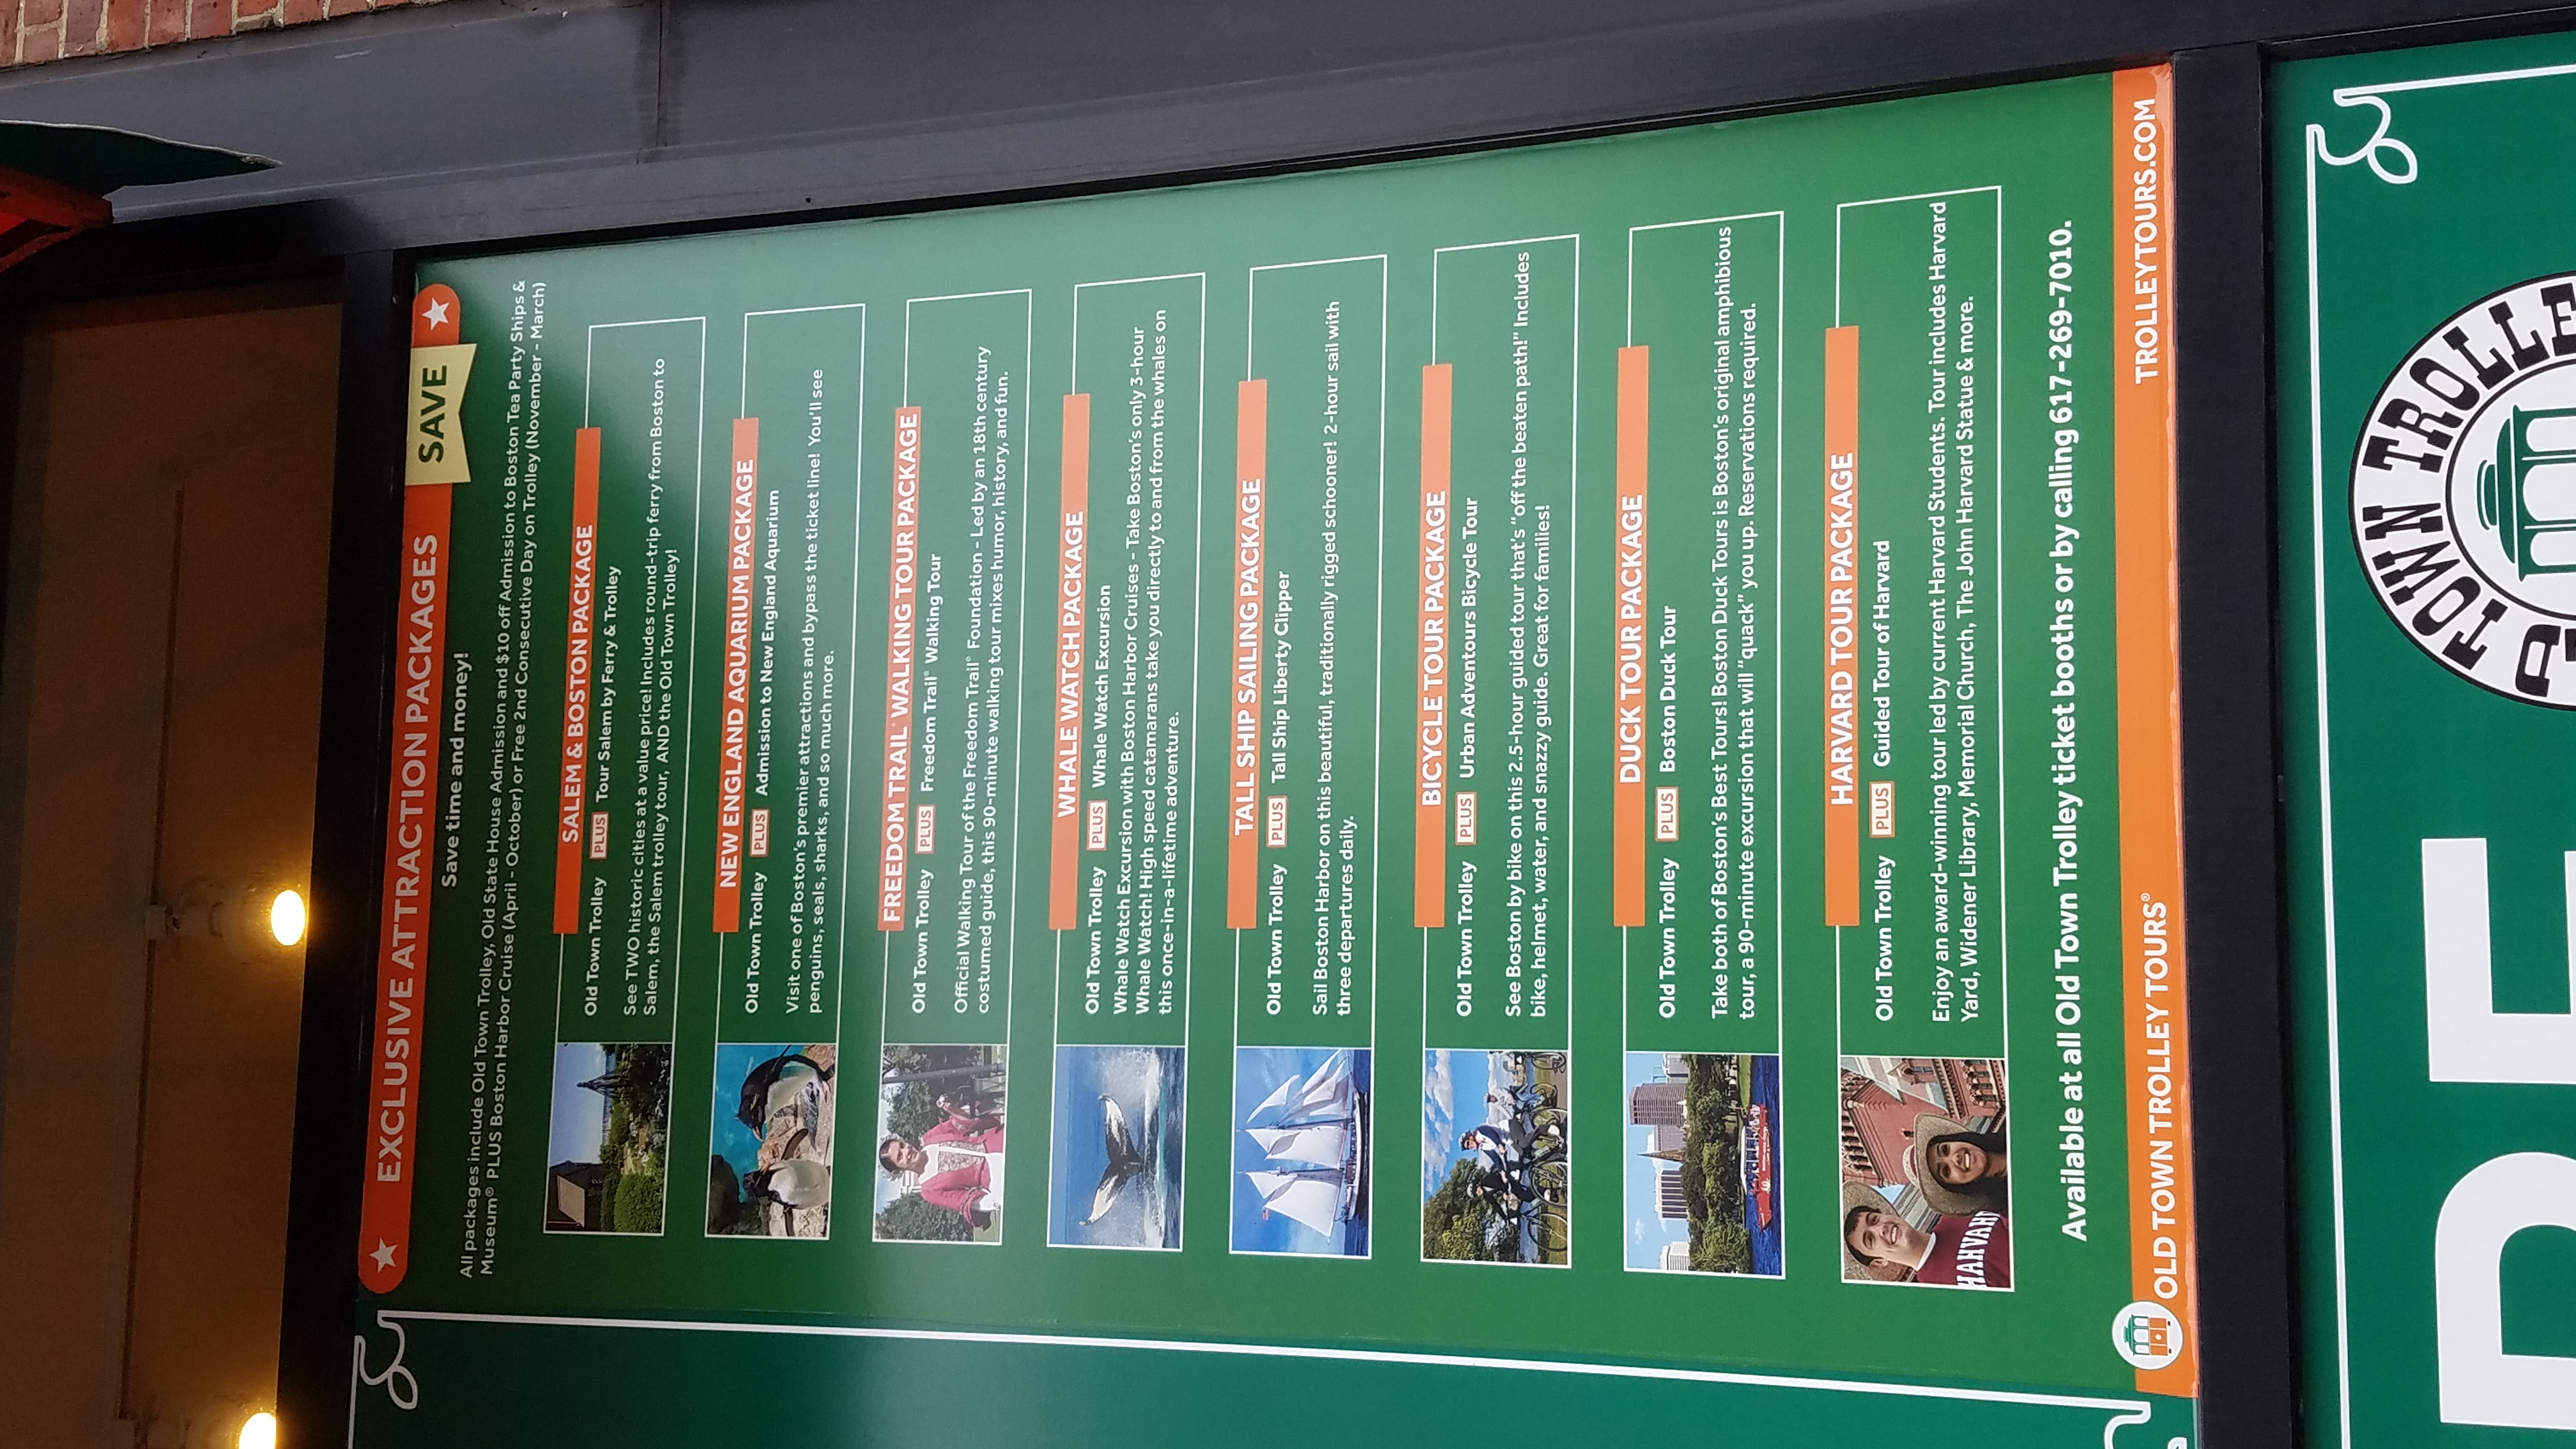 EXCLUSIVE ATTRACTION PACKAGES
SAVE
Save time and money!
All packages include Old Town Trolley, Old State House Admission and $10 off Admission to Boston Tea Party Ships &
Museum® PLUS Boston Harbor Cruise (April - October) or Free 2nd Consecutive Day on Trolley (November - March)
SALEM & BOSTON PACKAGE
Old Town Trolley PLUS Tour Salem by Ferry & Trolley
See TWO historic cities at a value price! Includes round-trip ferry from Boston to
Salem, the Salem trolley tour, AND the Old Town Trolley!
NEW ENGLAND AQUARIUM PACKAGE
Old Town Trolley PLUS Admission to New England Aquarium
Visit one of Boston's premier attractions and bypass the ticket line! You'll see
penguins, seals, sharks, and so much more.
FREEDOM TRAIL® WALKING TOUR PACKAGE
Old Town Trolley PLUS Freedom Trail® Walking Tour
Official Walking Tour of the Freedom Trail® Foundation - Led by an 18th century
costumed guide, this 90-minute walking tour mixes humor, history, and fun.
WHALE WATCH PACKAGE
Old Town Trolley PLUS Whale Watch Excursion
Whale Watch Excursion with Boston Harbor Cruises - Take Boston's only 3-hour
Whale Watch! High speed catamarans take you directly to and from the whales on
this once-in-a-lifetime adventure.
TALL SHIP SAILING PACKAGE
Old Town Trolley PLUS Tall Ship Liberty Clipper
Sail Boston Harbor on this beautiful, traditionally rigged schooner! 2-hour sail with
three departures daily.
BICYCLE TOUR PACKAGE
Old Town Trolley PLUS Urban Adventours Bicycle Tour
See Boston by bike on this 2.5-hour guided tour that's "off the beaten path!" Includes
bike, helmet, water, and snazzy guide. Great for families!
DUCK TOUR PACKAGE
Old Town Trolley PLUS Boston Duck Tour
Take both of Boston's Best Tours! Boston Duck Tours is Boston's original amphibious
tour, a 90-minute excursion that will "quack" you up. Reservations required.
HARVARD TOUR PACKAGE
Old Town Trolley PLUS Guided Tour of Harvard
Enjoy an award-winning tour led by current Harvard Students. Tour includes Harvard
Yard, Widener Library, Memorial Church, The John Harvard Statue & more.
HAHVAH
Available at all Old Town Trolley ticket booths or by calling 617-269-7010.
OLD TOWN TROLLEY TOURS®
TROLLEYTOURS.COM
D TOWN TROLLE